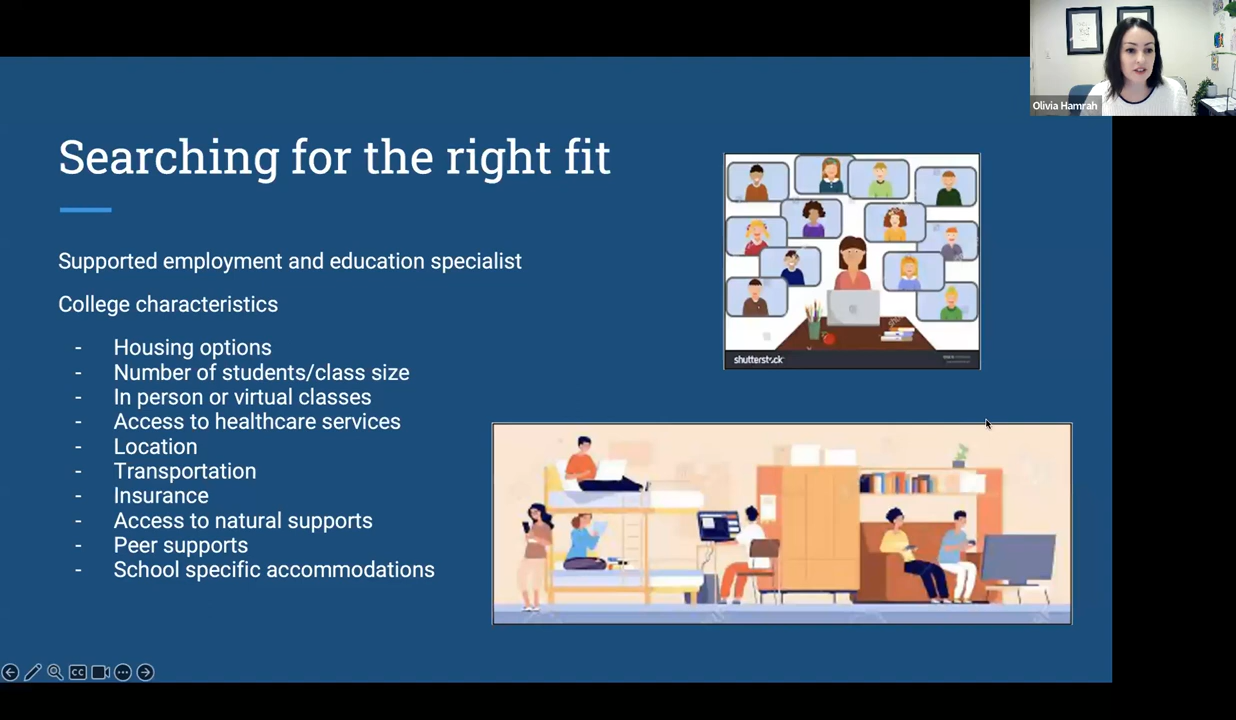 Olivia Hamrah
Searching for the right fit
Supported employment and education specialist
College characteristics
- Housing options
- Number of students/class size
- In person or virtual classes
- Access to healthcare services
- Location
- Transportation
- Insurance
- Access to natural supports
- Peer supports
- School specific accommodations
shutterstock
CC